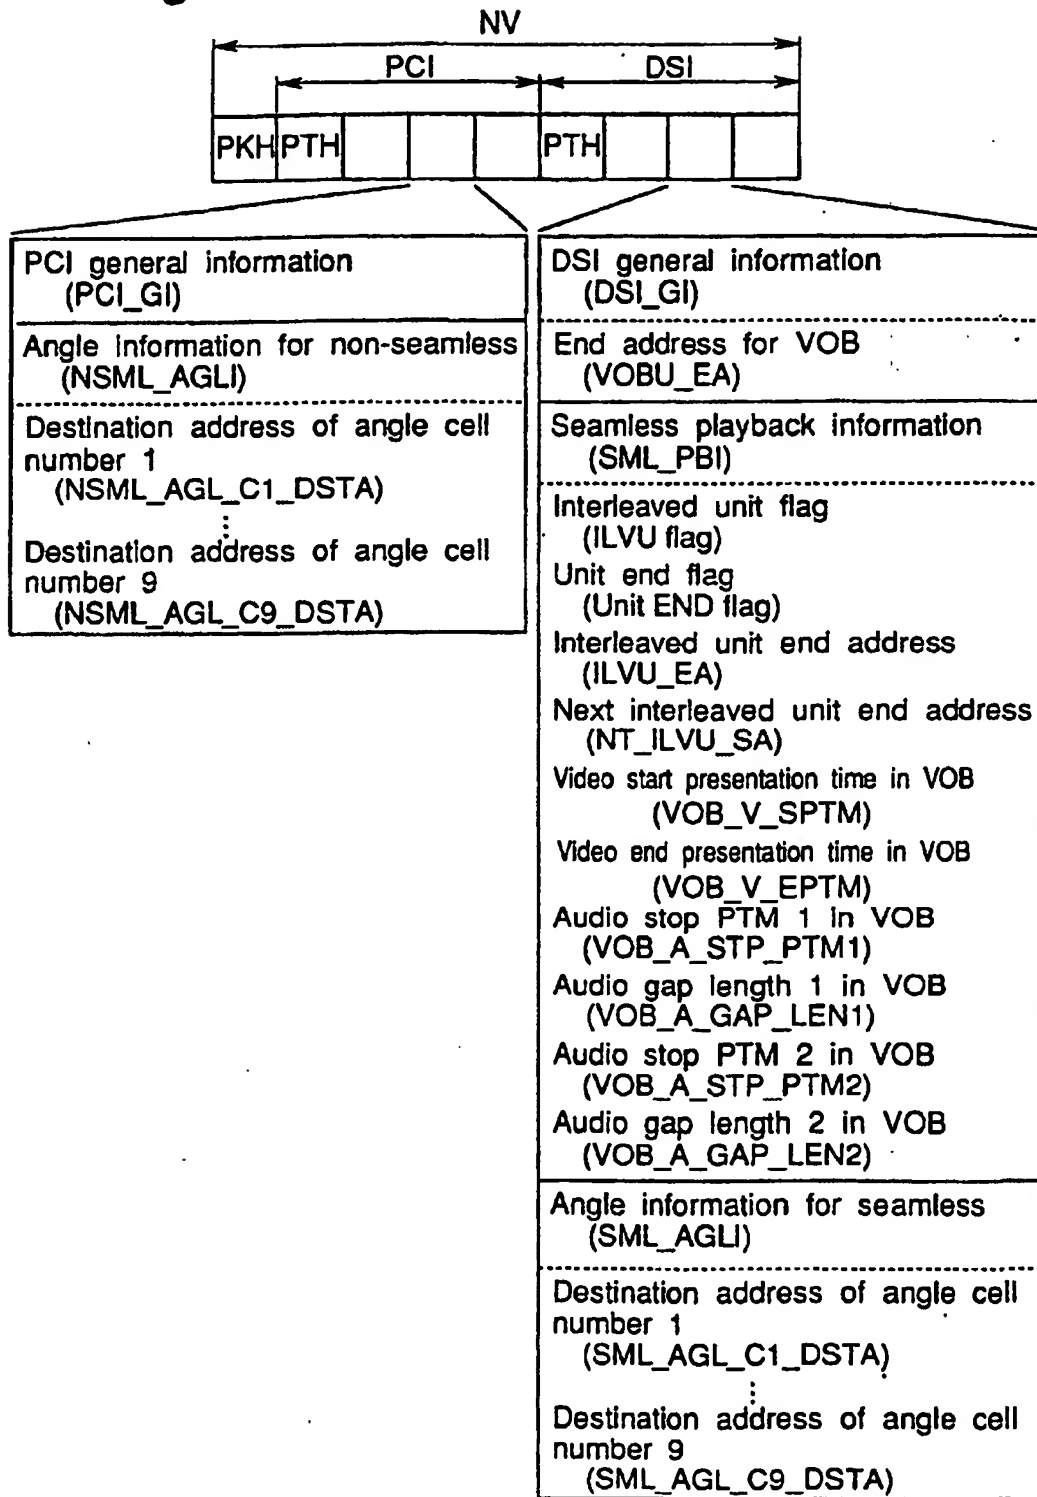 NV
PCI DSI
PKH PTH PTH
PCI general information
(PCI_GI)
Angle information for non-seamless
(NSML_AGLI)
Destination address of angle cell
number 1
(NSML_AGL_C1_DSTA)
⋮
Destination address of angle cell
number 9
(NSML_AGL_C9_DSTA)
DSI general information
(DSI_GI)
End address for VOB
(VOBU_EA)
Seamless playback information
(SML_PBI)
Interleaved unit flag
(ILVU flag)
Unit end flag
(Unit END flag)
Interleaved unit end address
(ILVU_EA)
Next interleaved unit end address
(NT_ILVU_SA)
Video start presentation time in VOB
(VOB_V_SPTM)
Video end presentation time in VOB
(VOB_V_EPTM)
Audio stop PTM 1 in VOB
(VOB_A_STP_PTM1)
Audio gap length 1 in VOB
(VOB_A_GAP_LEN1)
Audio stop PTM 2 in VOB
(VOB_A_STP_PTM2)
Audio gap length 2 in VOB
(VOB_A_GAP_LEN2)
Angle information for seamless
(SML_AGLI)
Destination address of angle cell
number 1
(SML_AGL_C1_DSTA)
⋮
Destination address of angle cell
number 9
(SML_AGL_C9_DSTA)